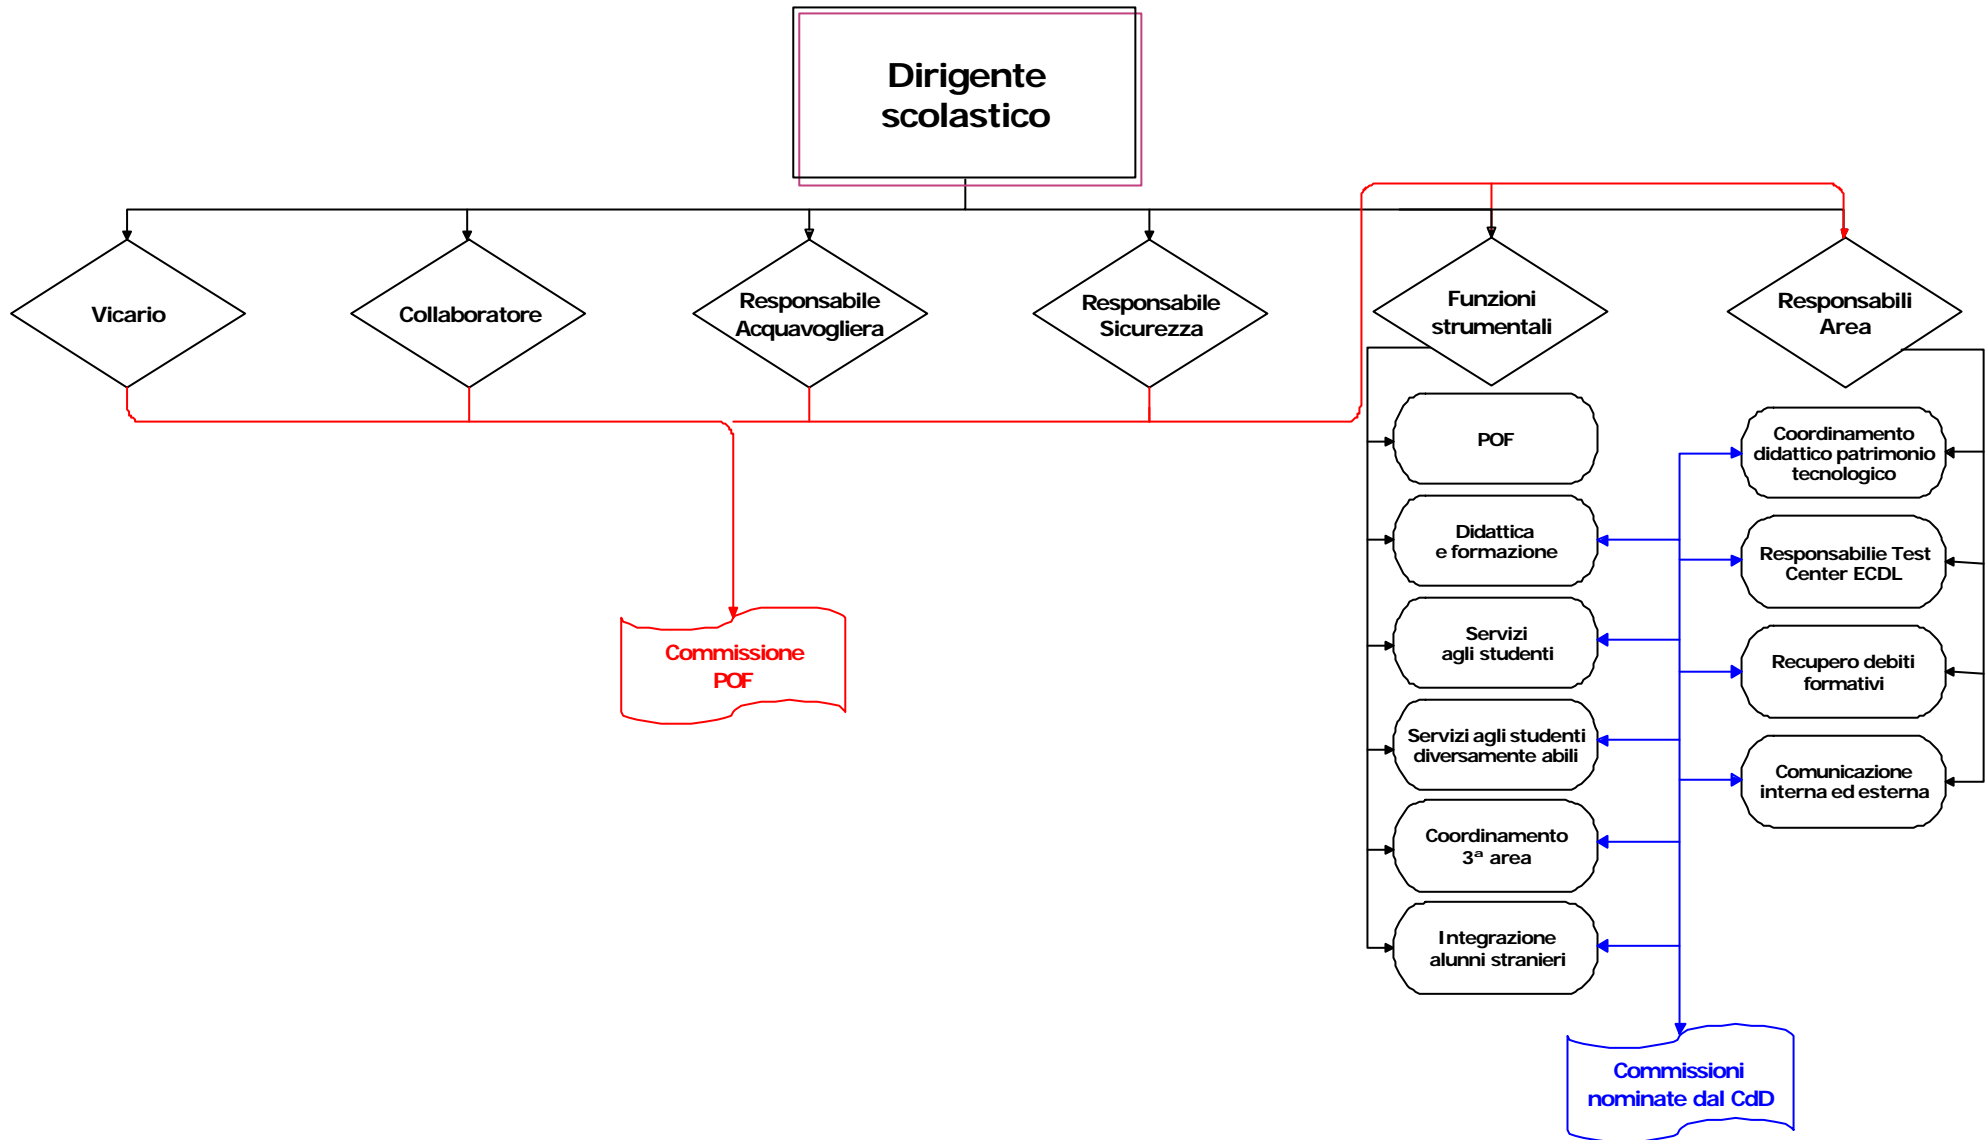 Dirigente
scolastico
Vicario
Collaboratore
Responsabile
Acquavogliera
Responsabile
Sicurezza
Funzioni
strumentali
Responsabili
Area
POF
Didattica
e formazione
Servizi
agli studenti
Servizi agli studenti
diversamente abili
Coordinamento
3ª area
Integrazione
alunni stranieri
Coordinamento
didattico patrimonio
tecnologico
Responsabilie Test
Center ECDL
Recupero debiti
formativi
Comunicazione
interna ed esterna
Commissione
POF
Commissioni
nominate dal CdD